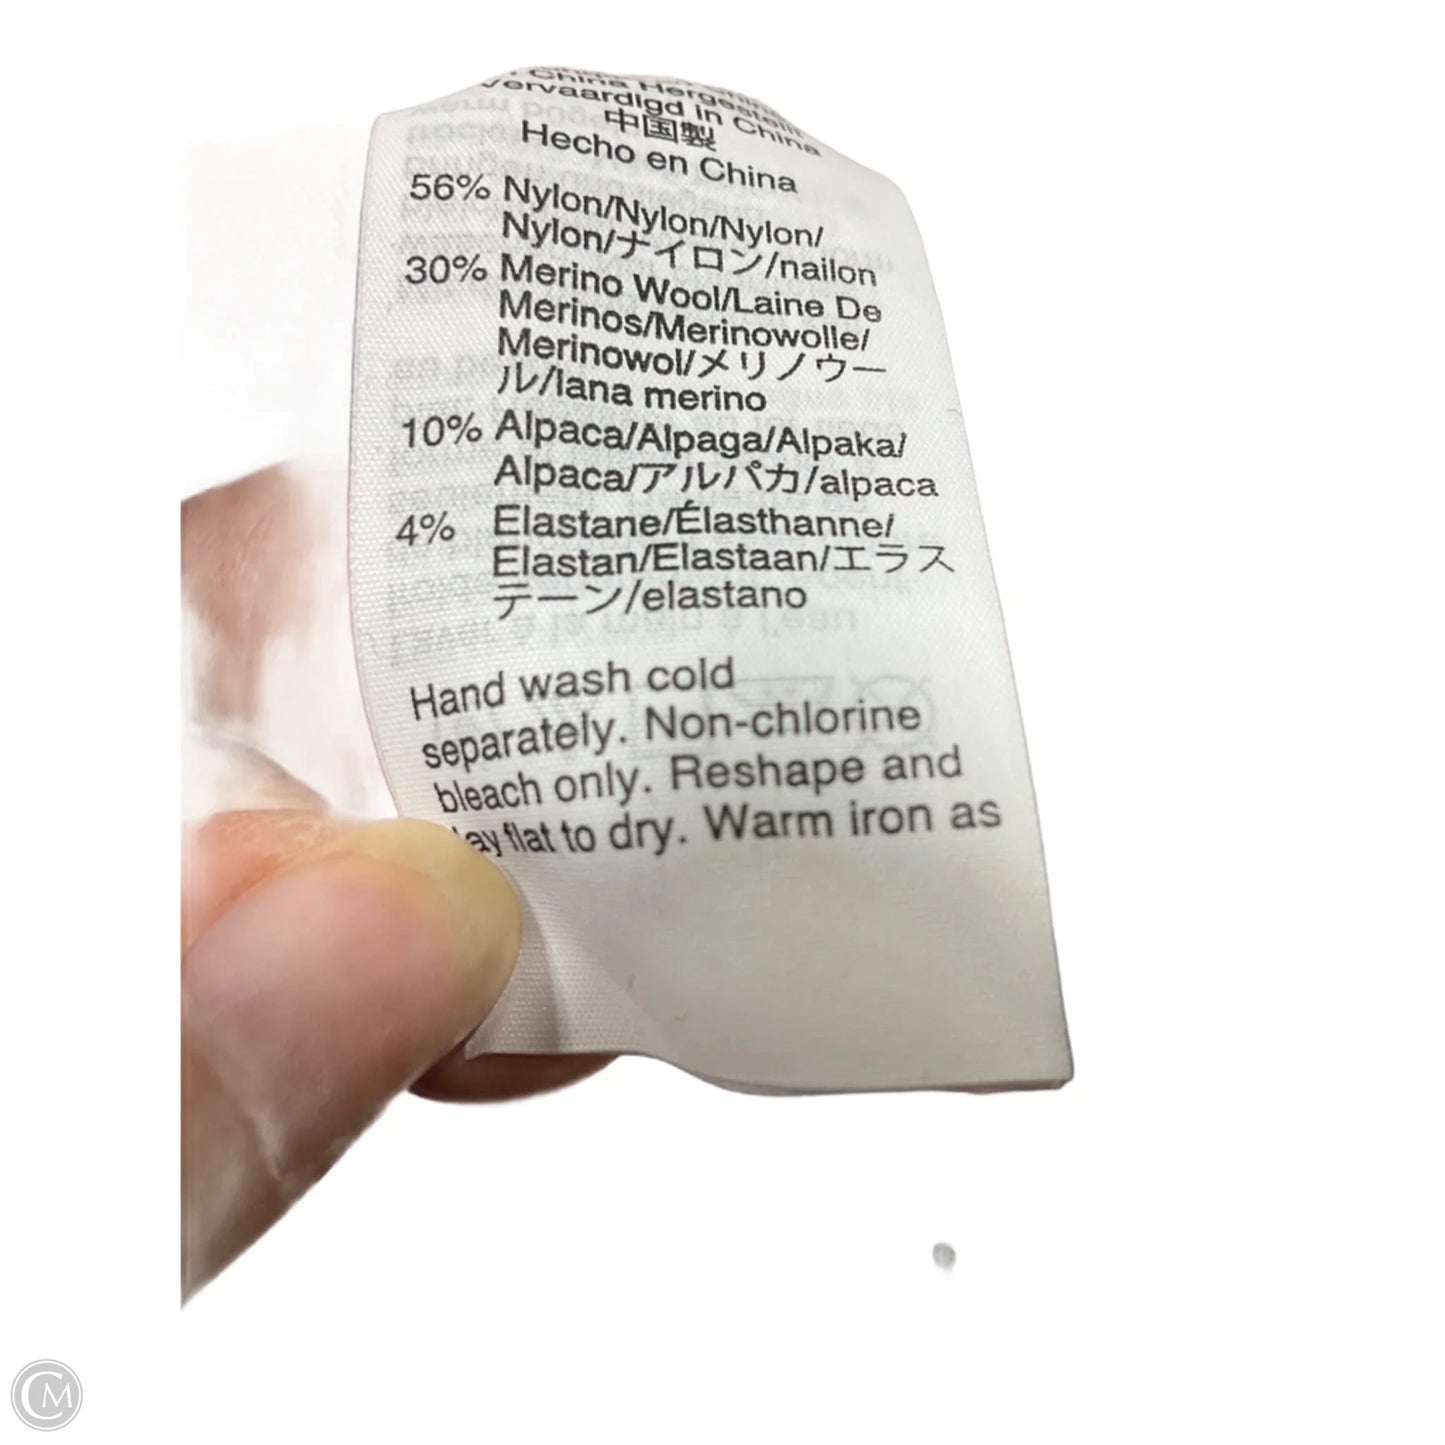 China Hergestellt
Vervaardigd in China
中国製
Hecho en China
56% Nylon/Nylon/Nylon/
Nylon/ナイロン/nailon
30% Merino Wool/Laine De
Merinos/Merinowolle/
Merinowol/メリノウー
ル/lana merino
10% Alpaca/Alpaga/Alpaka/
Alpaca/アルパカ/alpaca
4% Elastane/Élasthanne/
Elastan/Elastaan/エラス
テーン/elastano
Hand wash cold
separately. Non-chlorine
bleach only. Reshape and
lay flat to dry. Warm iron as
CM